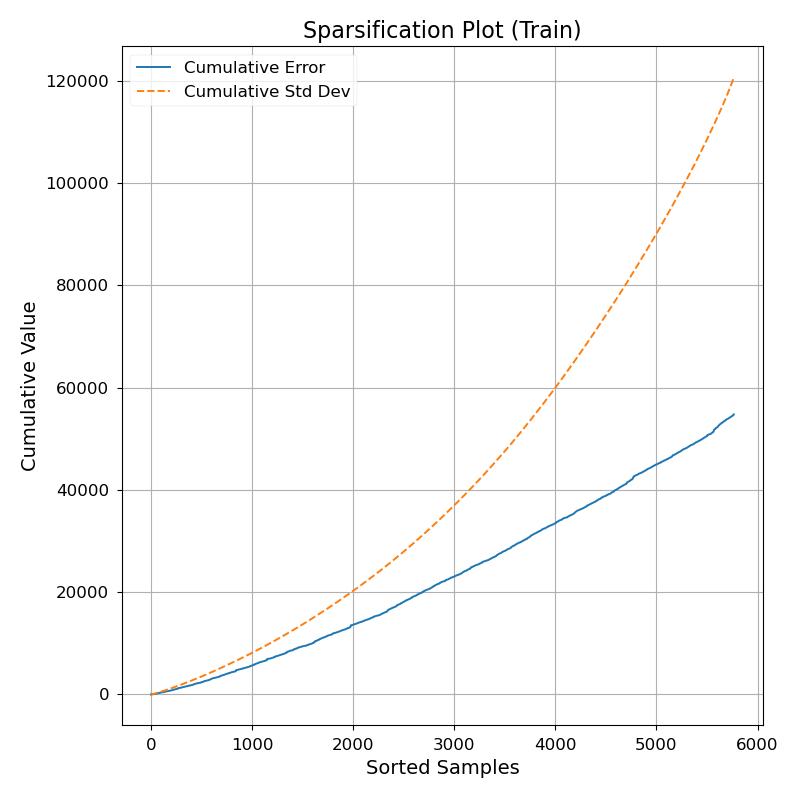 Sparsification Plot (Train)
Cumulative Error
Cumulative Std Dev
120000
100000
80000
60000
40000
20000
0
Cumulative Value
0 1000 2000 3000 4000 5000 6000
Sorted Samples